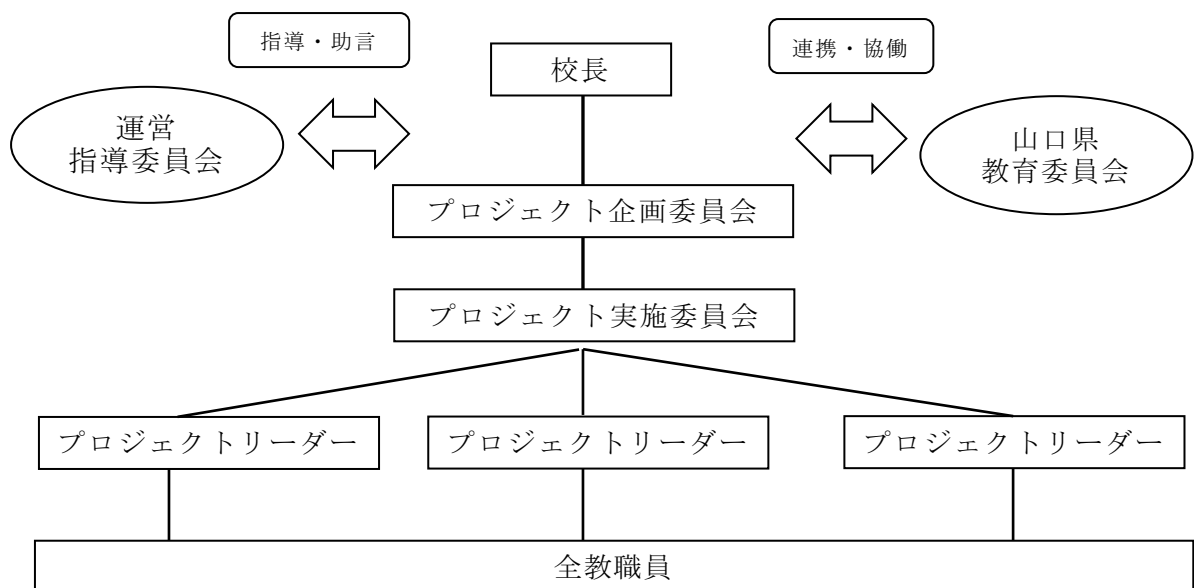 指導・助言
校長
連携・協働
運営
指導委員会
山口県
教育委員会
プロジェクト企画委員会
プロジェクト実施委員会
プロジェクトリーダー
プロジェクトリーダー
プロジェクトリーダー
全教職員